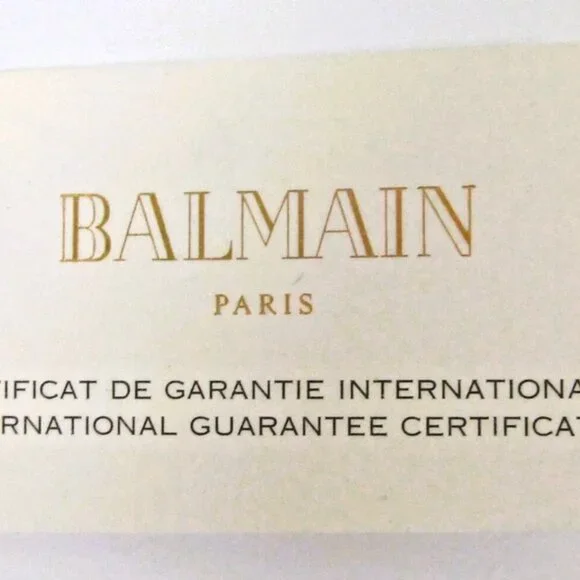 BALMAIN
PARIS
TIFICAT DE GARANTIE INTERNATIONA
RNATIONAL GUARANTEE CERTIFICAT